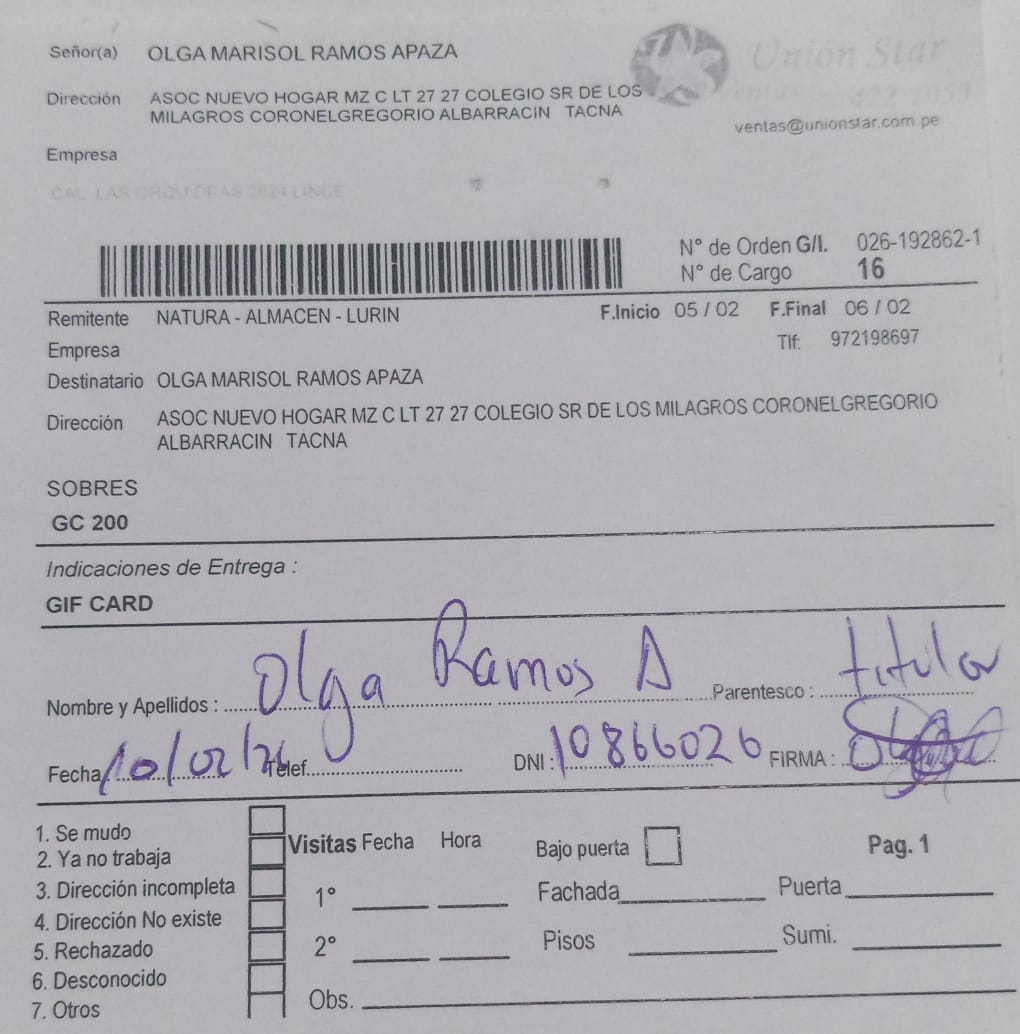 Señor(a) OLGA MARISOL RAMOS APAZA
Unión Star
Dirección ASOC NUEVO HOGAR MZ C LT 27 27 COLEGIO SR DE LOS
MILAGROS CORONELGREGORIO ALBARRACIN TACNA
ventas@unionstar.com.pe
Empresa
CAL LAS ORQUIDEAS 2624 LINCE
N° de Orden G/I. 026-192862-1
N° de Cargo 16
Remitente NATURA - ALMACEN - LURIN F.Inicio 05 / 02 F.Final 06 / 02
Empresa Tlf: 972198697
Destinatario OLGA MARISOL RAMOS APAZA
Dirección ASOC NUEVO HOGAR MZ C LT 27 27 COLEGIO SR DE LOS MILAGROS CORONELGREGORIO
ALBARRACIN TACNA
SOBRES
GC 200
Indicaciones de Entrega :
GIF CARD
Nombre y Apellidos : Olga Ramos A Parentesco : titular
Fecha 10/02/26 Telef. DNI : 10866026 FIRMA :
1. Se mudo
2. Ya no trabaja
3. Dirección incompleta
4. Dirección No existe
5. Rechazado
6. Desconocido
7. Otros
Visitas Fecha Hora
1°
2°
Obs.
Bajo puerta Pag. 1
Fachada Puerta
Pisos Sumi.